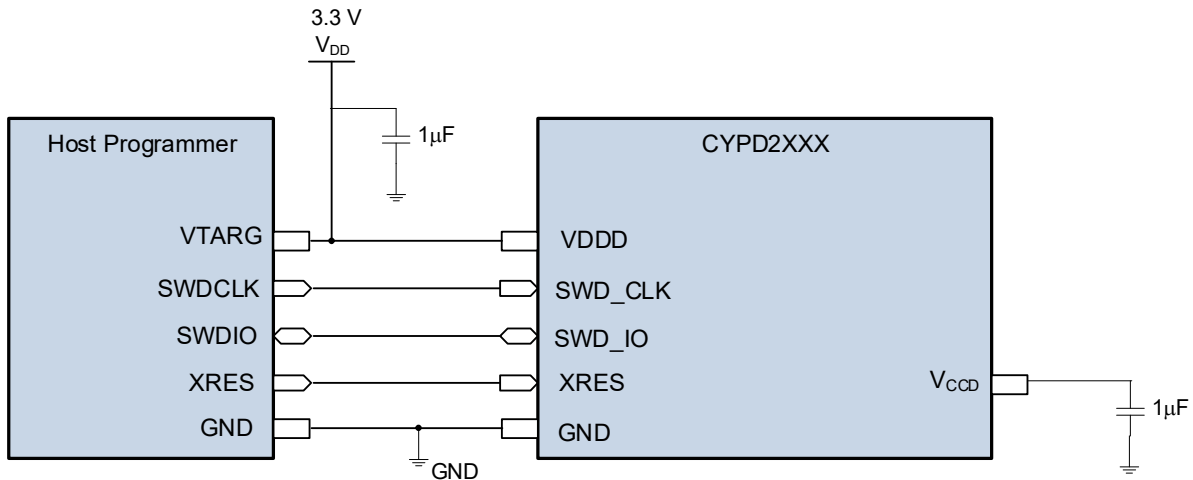 3.3 V
VDD
1μF
Host Programmer
CYPD2XXX
VTARG
VDDD
SWDCLK
SWD_CLK
SWDIO
SWD_IO
XRES
XRES
VCCD
1μF
GND
GND
GND